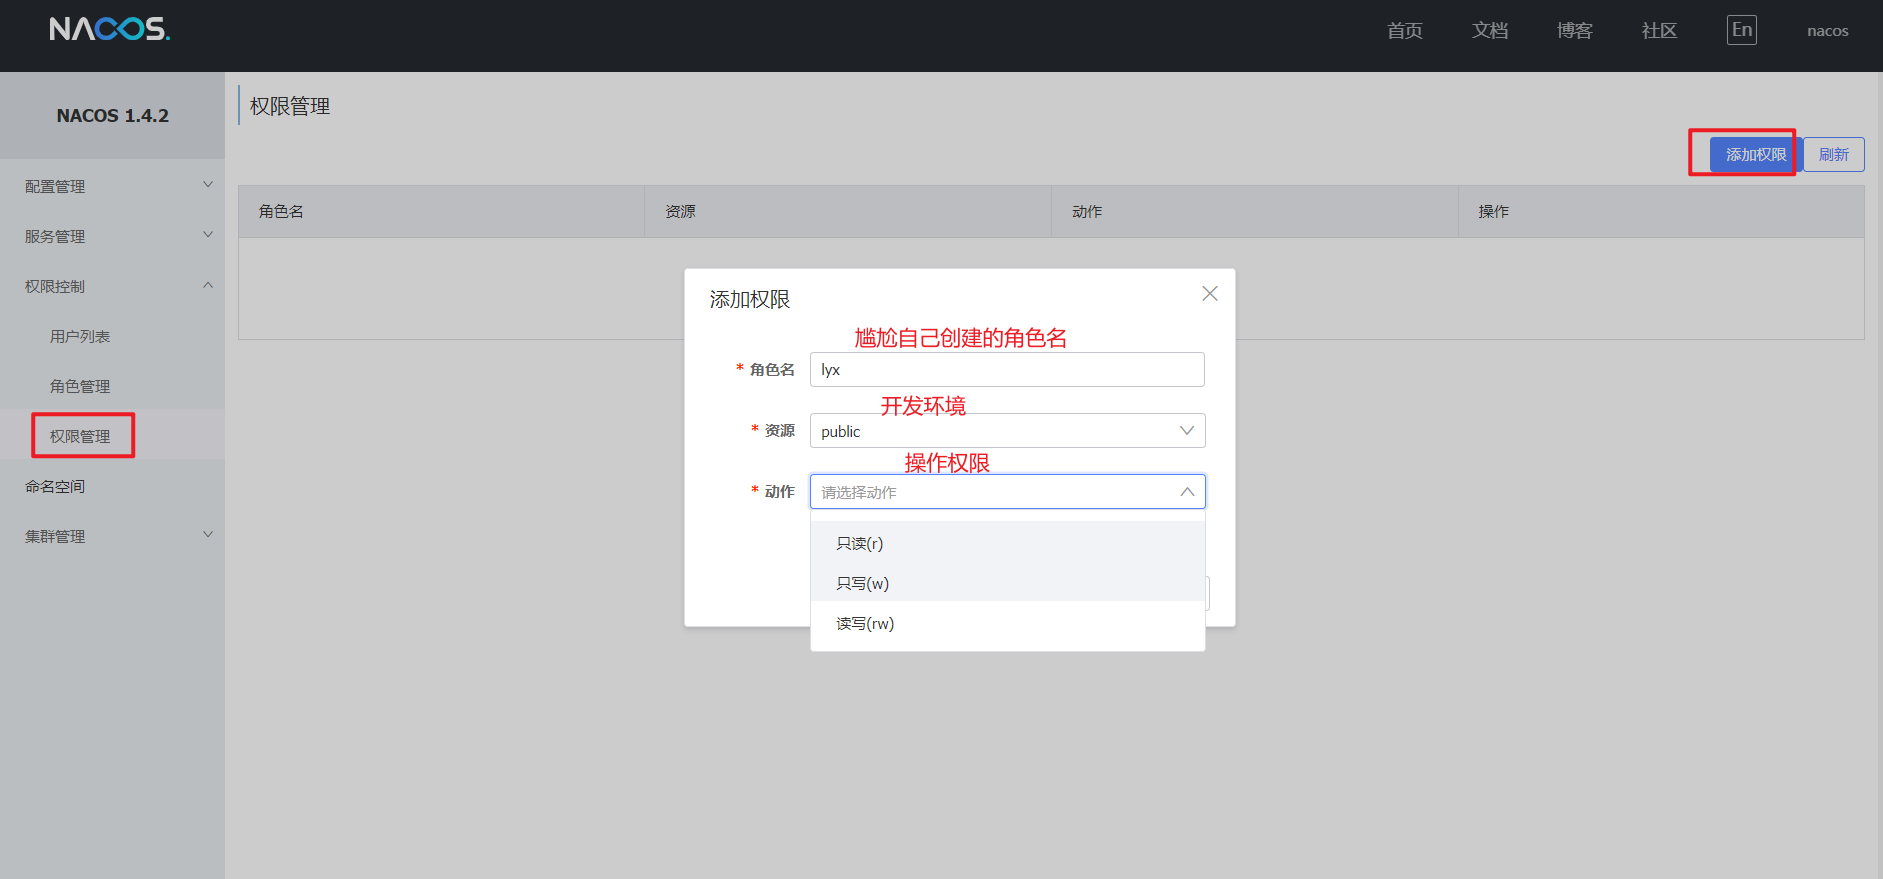 NACOS.
首页 文档 博客 社区 En nacos
NACOS 1.4.2
配置管理
服务管理
权限控制
用户列表
角色管理
权限管理
命名空间
集群管理
权限管理
添加权限 刷新
角色名 资源 动作 操作
添加权限
尴尬自己创建的角色名
* 角色名 lyx
开发环境
* 资源 public
操作权限
* 动作 请选择动作
只读(r)
只写(w)
读写(rw)